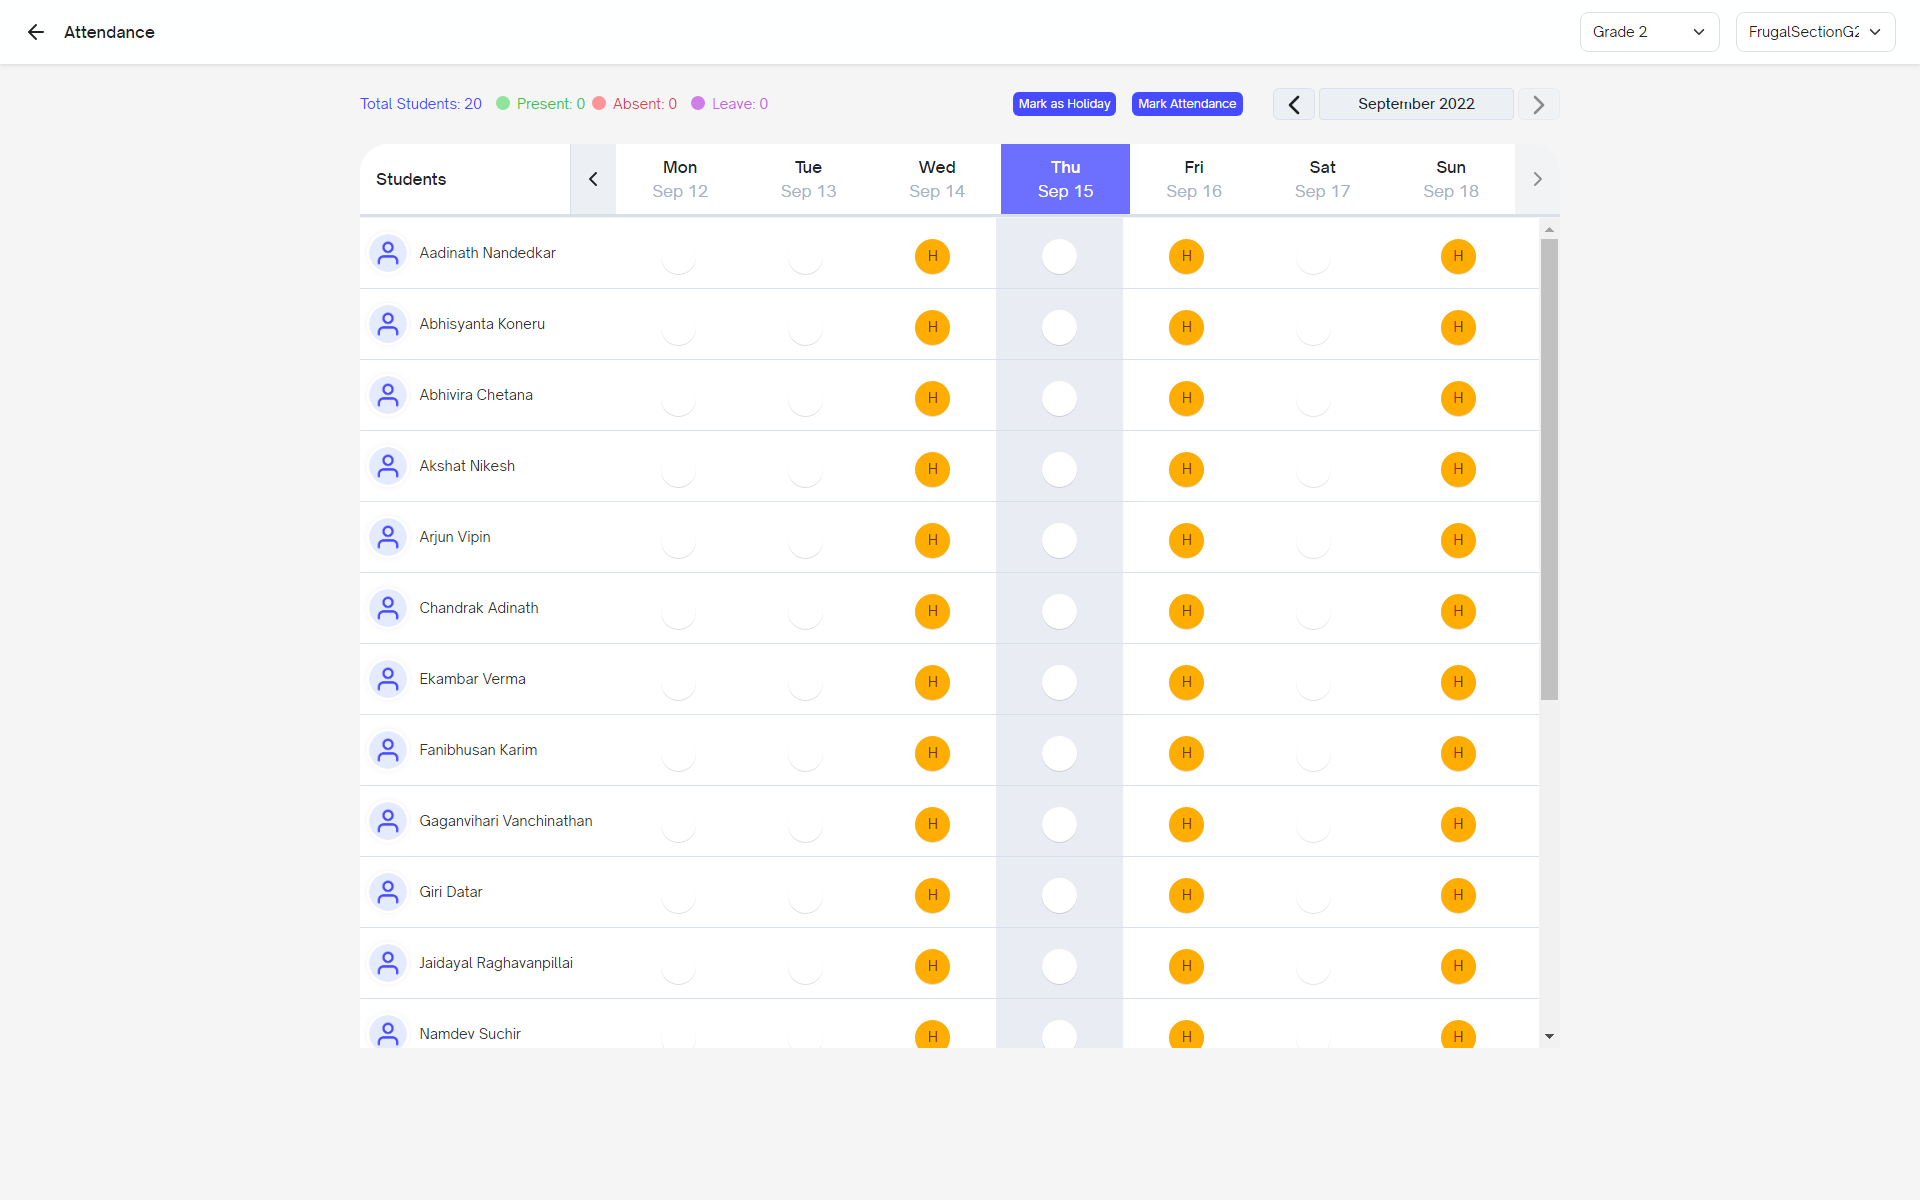 Attendance
Grade 2
FrugalSectionG2
Total Students: 20 Present: 0 Absent: 0 Leave: 0
Mark as Holiday
Mark Attendance
September 2022
Students
Mon Tue Wed Thu Fri Sat Sun
Sep 12 Sep 13 Sep 14 Sep 15 Sep 16 Sep 17 Sep 18
Aadinath Nandedkar H H H
Abhisyanta Koneru H H H
Abhivira Chetana H H H
Akshat Nikesh H H H
Arjun Vipin H H H
Chandrak Adinath H H H
Ekambar Verma H H H
Fanibhusan Karim H H H
Gaganvihari Vanchinathan H H H
Giri Datar H H H
Jaidayal Raghavanpillai H H H
Namdev Suchir H H H